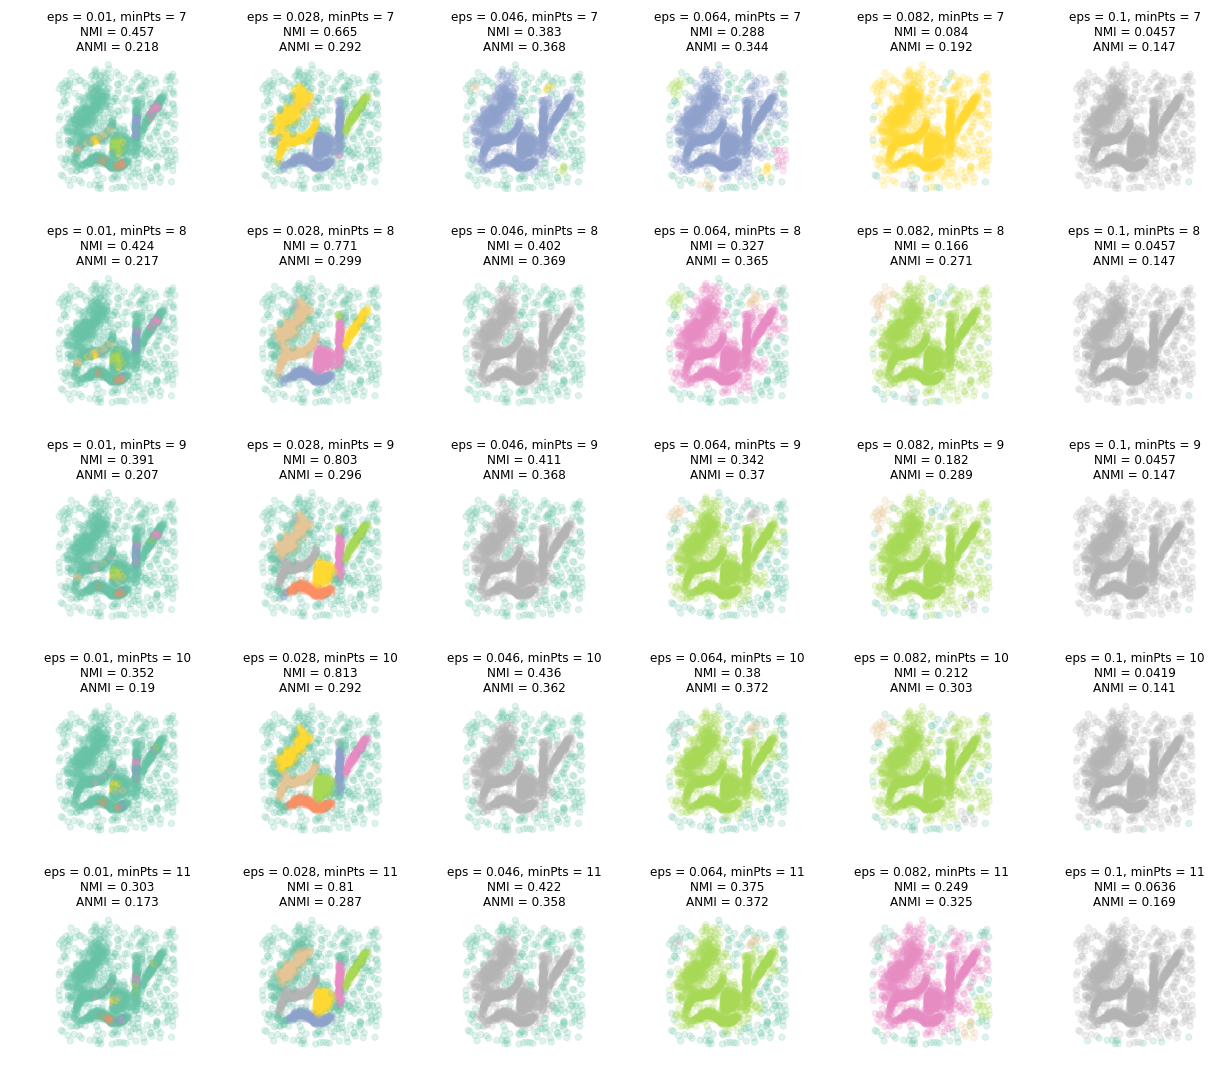 eps = 0.01, minPts = 7
NMI = 0.457
ANMI = 0.218
eps = 0.028, minPts = 7
NMI = 0.665
ANMI = 0.292
eps = 0.046, minPts = 7
NMI = 0.383
ANMI = 0.368
eps = 0.064, minPts = 7
NMI = 0.288
ANMI = 0.344
eps = 0.082, minPts = 7
NMI = 0.084
ANMI = 0.192
eps = 0.1, minPts = 7
NMI = 0.0457
ANMI = 0.147
eps = 0.01, minPts = 8
NMI = 0.424
ANMI = 0.217
eps = 0.028, minPts = 8
NMI = 0.771
ANMI = 0.299
eps = 0.046, minPts = 8
NMI = 0.402
ANMI = 0.369
eps = 0.064, minPts = 8
NMI = 0.327
ANMI = 0.365
eps = 0.082, minPts = 8
NMI = 0.166
ANMI = 0.271
eps = 0.1, minPts = 8
NMI = 0.0457
ANMI = 0.147
eps = 0.01, minPts = 9
NMI = 0.391
ANMI = 0.207
eps = 0.028, minPts = 9
NMI = 0.803
ANMI = 0.296
eps = 0.046, minPts = 9
NMI = 0.411
ANMI = 0.368
eps = 0.064, minPts = 9
NMI = 0.342
ANMI = 0.37
eps = 0.082, minPts = 9
NMI = 0.182
ANMI = 0.289
eps = 0.1, minPts = 9
NMI = 0.0457
ANMI = 0.147
eps = 0.01, minPts = 10
NMI = 0.352
ANMI = 0.19
eps = 0.028, minPts = 10
NMI = 0.813
ANMI = 0.292
eps = 0.046, minPts = 10
NMI = 0.436
ANMI = 0.362
eps = 0.064, minPts = 10
NMI = 0.38
ANMI = 0.372
eps = 0.082, minPts = 10
NMI = 0.212
ANMI = 0.303
eps = 0.1, minPts = 10
NMI = 0.0419
ANMI = 0.141
eps = 0.01, minPts = 11
NMI = 0.303
ANMI = 0.173
eps = 0.028, minPts = 11
NMI = 0.81
ANMI = 0.287
eps = 0.046, minPts = 11
NMI = 0.422
ANMI = 0.358
eps = 0.064, minPts = 11
NMI = 0.375
ANMI = 0.372
eps = 0.082, minPts = 11
NMI = 0.249
ANMI = 0.325
eps = 0.1, minPts = 11
NMI = 0.0636
ANMI = 0.169